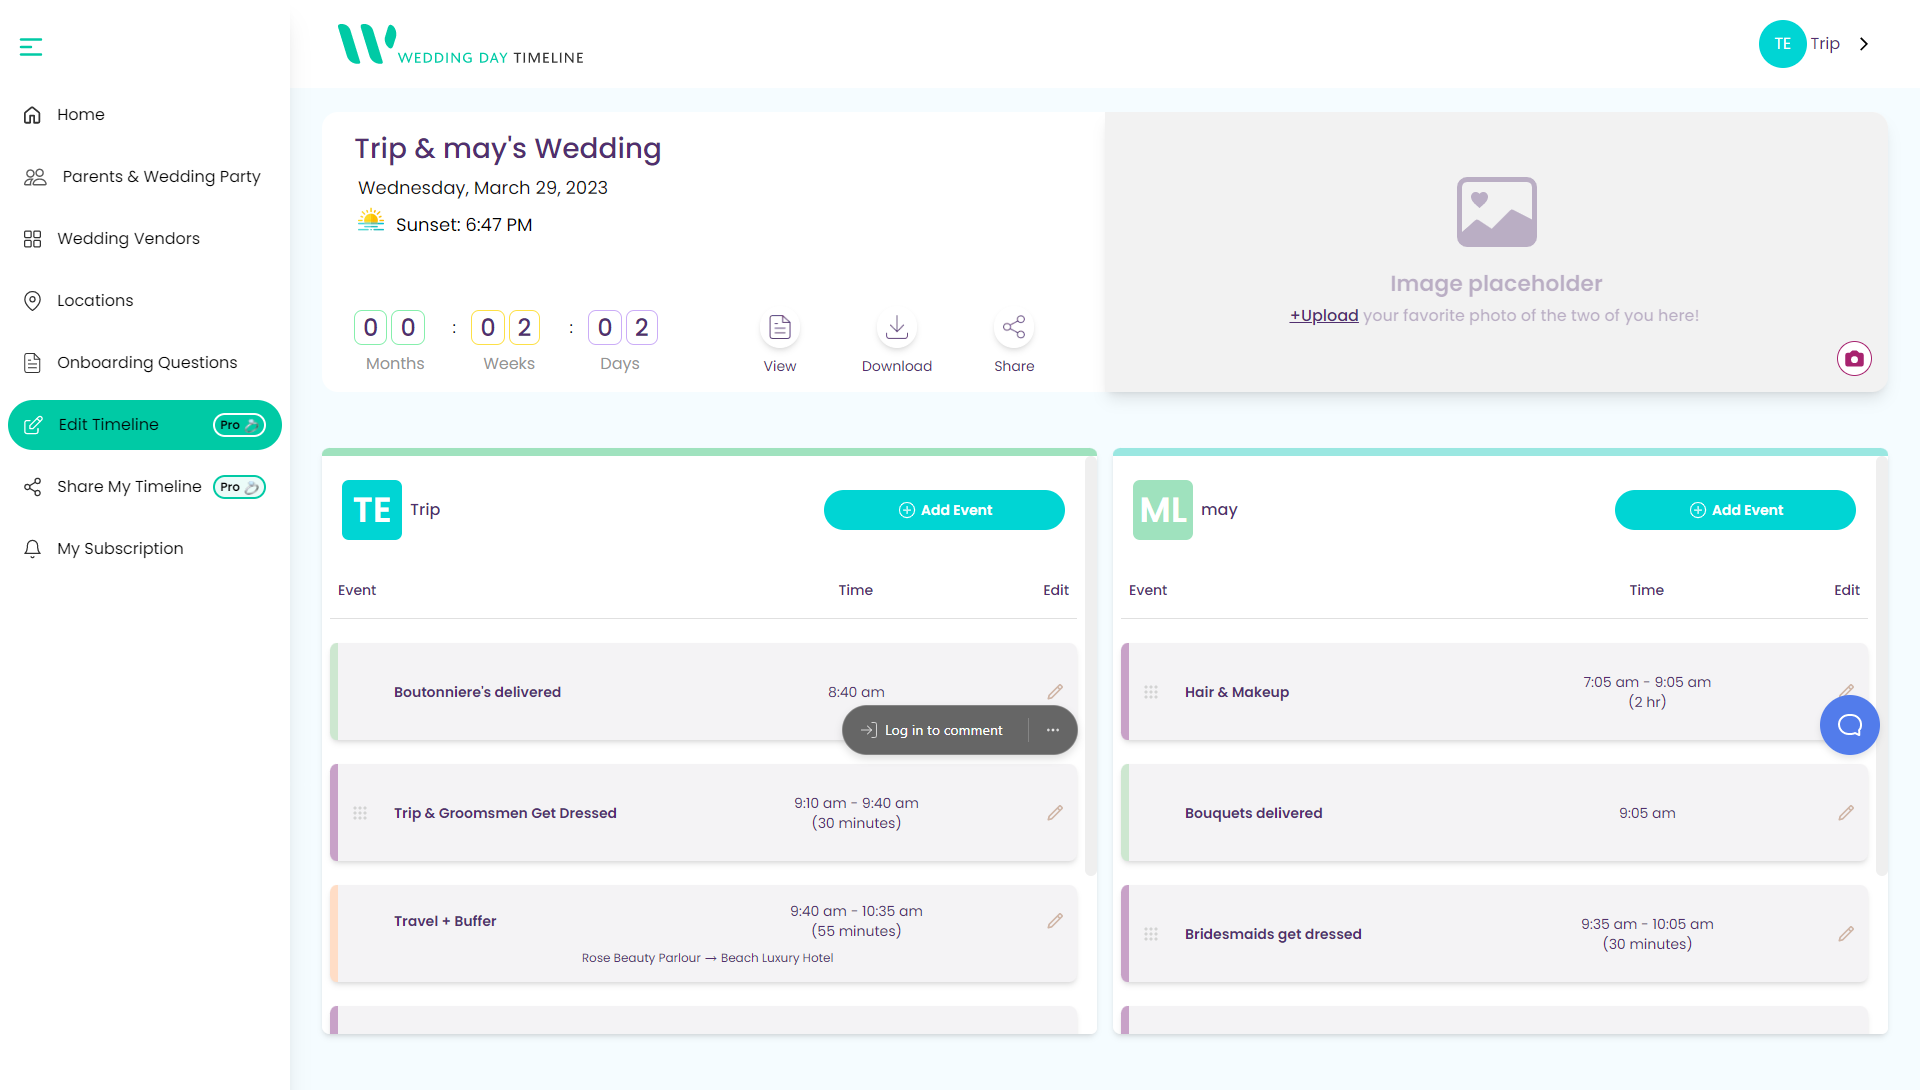 WEDDING DAY TIMELINE
TE Trip
Home
Parents & Wedding Party
Wedding Vendors
Locations
Onboarding Questions
Edit Timeline Pro
Share My Timeline Pro
My Subscription
Trip & may's Wedding
Wednesday, March 29, 2023
Sunset: 6:47 PM
0 0 : 0 2 : 0 2
Months Weeks Days
View Download Share
Image placeholder
+Upload your favorite photo of the two of you here!
TE Trip Add Event
Event Time Edit
Boutonniere's delivered 8:40 am
Log in to comment ...
Trip & Groomsmen Get Dressed 9:10 am - 9:40 am
(30 minutes)
Travel + Buffer 9:40 am - 10:35 am
(55 minutes)
Rose Beauty Parlour → Beach Luxury Hotel
ML may Add Event
Event Time Edit
Hair & Makeup 7:05 am - 9:05 am
(2 hr)
Bouquets delivered 9:05 am
Bridesmaids get dressed 9:35 am - 10:05 am
(30 minutes)